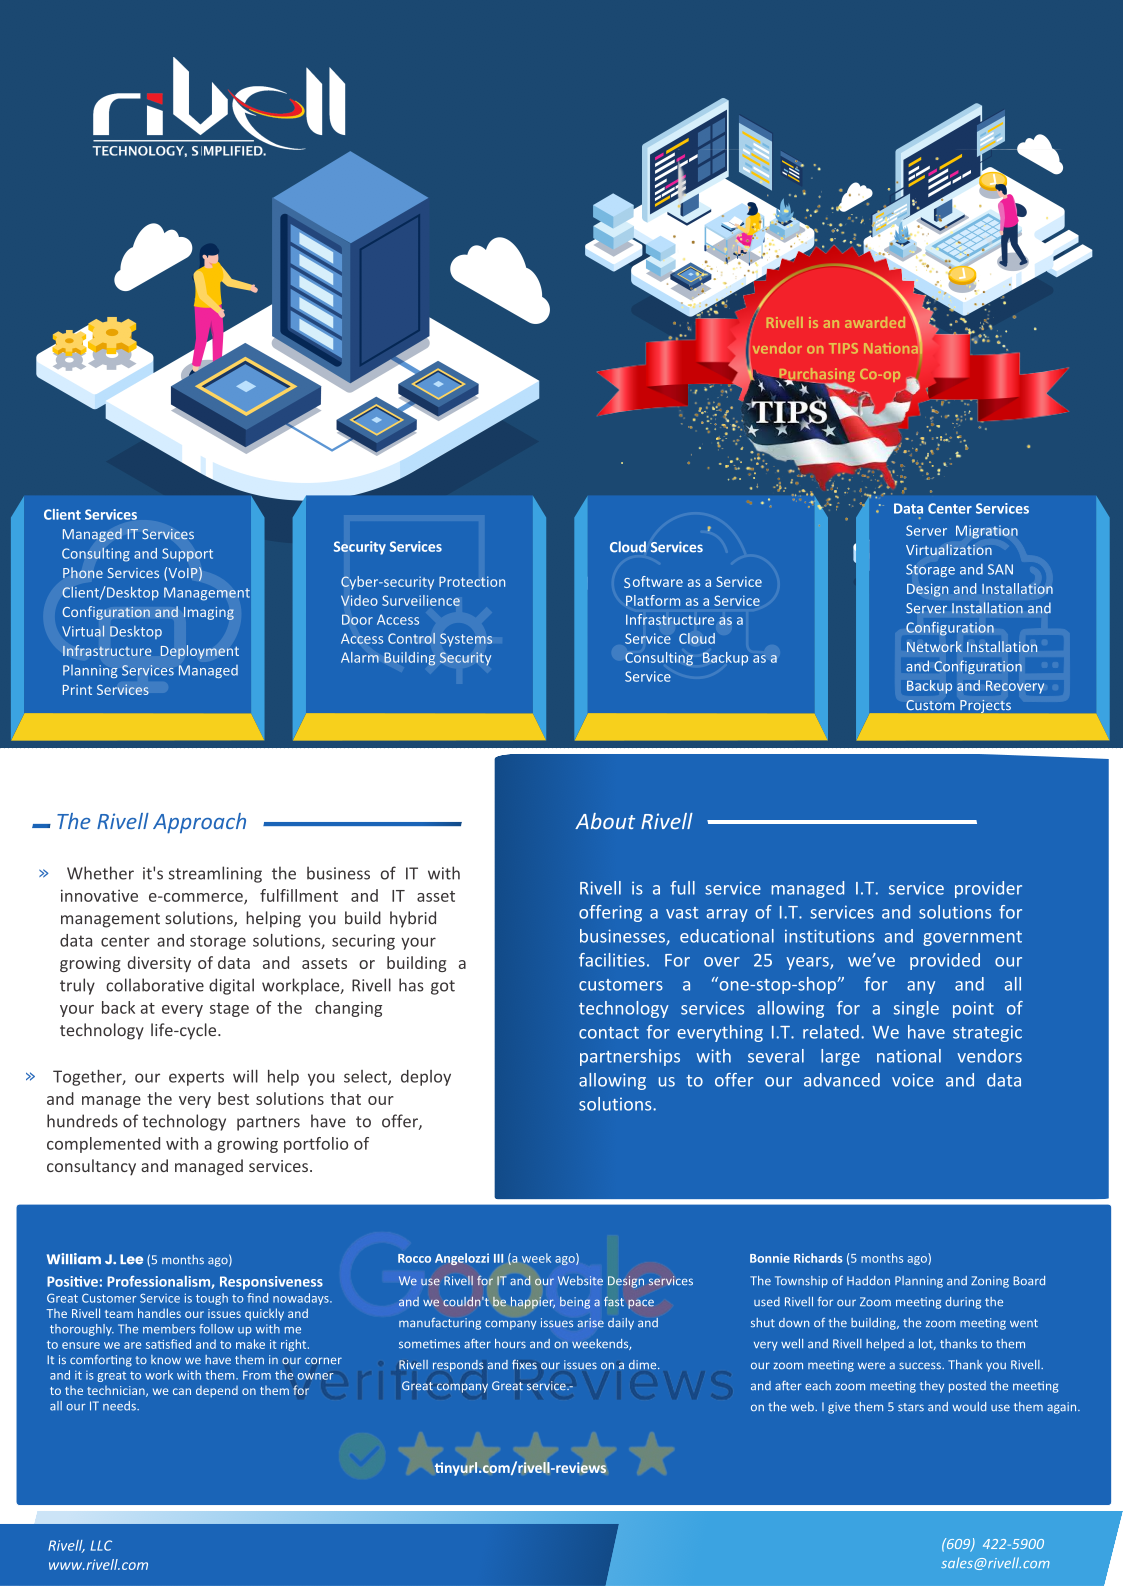 rivell
TECHNOLOGY, SIMPLIFIED.
Rivell is an awarded
vendor on TIPS National
Purchasing Co-op
TIPS
Client Services
Managed IT Services
Consulting and Support
Phone Services (VoIP)
Client/Desktop Management
Configuration and Imaging
Virtual Desktop
Infrastructure Deployment
Planning Services Managed
Print Services
Security Services
Cyber-security Protection
Video Surveilience
Door Access
Access Control Systems
Alarm Building Security
Cloud Services
Software as a Service
Platform as a Service
Infrastructure as a
Service Cloud
Consulting Backup as a
Service
Data Center Services
Server Migration
Virtualization
Storage and SAN
Design and Installation
Server Installation and
Configuration
Network Installation
and Configuration
Backup and Recovery
Custom Projects
The Rivell Approach
» Whether it's streamlining the business of IT with
innovative e-commerce, fulfillment and IT asset
management solutions, helping you build hybrid
data center and storage solutions, securing your
growing diversity of data and assets or building a
truly collaborative digital workplace, Rivell has got
your back at every stage of the changing
technology life-cycle.
» Together, our experts will help you select, deploy
and manage the very best solutions that our
hundreds of technology partners have to offer,
complemented with a growing portfolio of
consultancy and managed services.
About Rivell
Rivell is a full service managed I.T. service provider
offering a vast array of I.T. services and solutions for
businesses, educational institutions and government
facilities. For over 25 years, we’ve provided our
customers a “one-stop-shop” for any and all
technology services allowing for a single point of
contact for everything I.T. related. We have strategic
partnerships with several large national vendors
allowing us to offer our advanced voice and data
solutions.
Google
Verified Reviews
William J. Lee (5 months ago)
Positive: Professionalism, Responsiveness
Great Customer Service is tough to find nowadays.
The Rivell team handles our issues quickly and
thoroughly. The members follow up with me
to ensure we are satisfied and to make it right.
It is comforting to know we have them in our corner
and it is great to work with them. From the owner
to the technician, we can depend on them for
all our IT needs.
Rocco Angelozzi III (a week ago)
We use Rivell for IT and our Website Design services
and we couldn't be happier, being a fast pace
manufacturing company issues arise daily and
sometimes after hours and on weekends,
Rivell responds and fixes our issues on a dime.
Great company Great service.-
Bonnie Richards (5 months ago)
The Township of Haddon Planning and Zoning Board
used Rivell for our Zoom meeting during the
shut down of the building, the zoom meeting went
very well and Rivell helped a lot, thanks to them
our zoom meeting were a success. Thank you Rivell.
and after each zoom meeting they posted the meeting
on the web. I give them 5 stars and would use them again.
tinyurl.com/rivell-reviews
Rivell, LLC
www.rivell.com
(609) 422-5900
sales@rivell.com